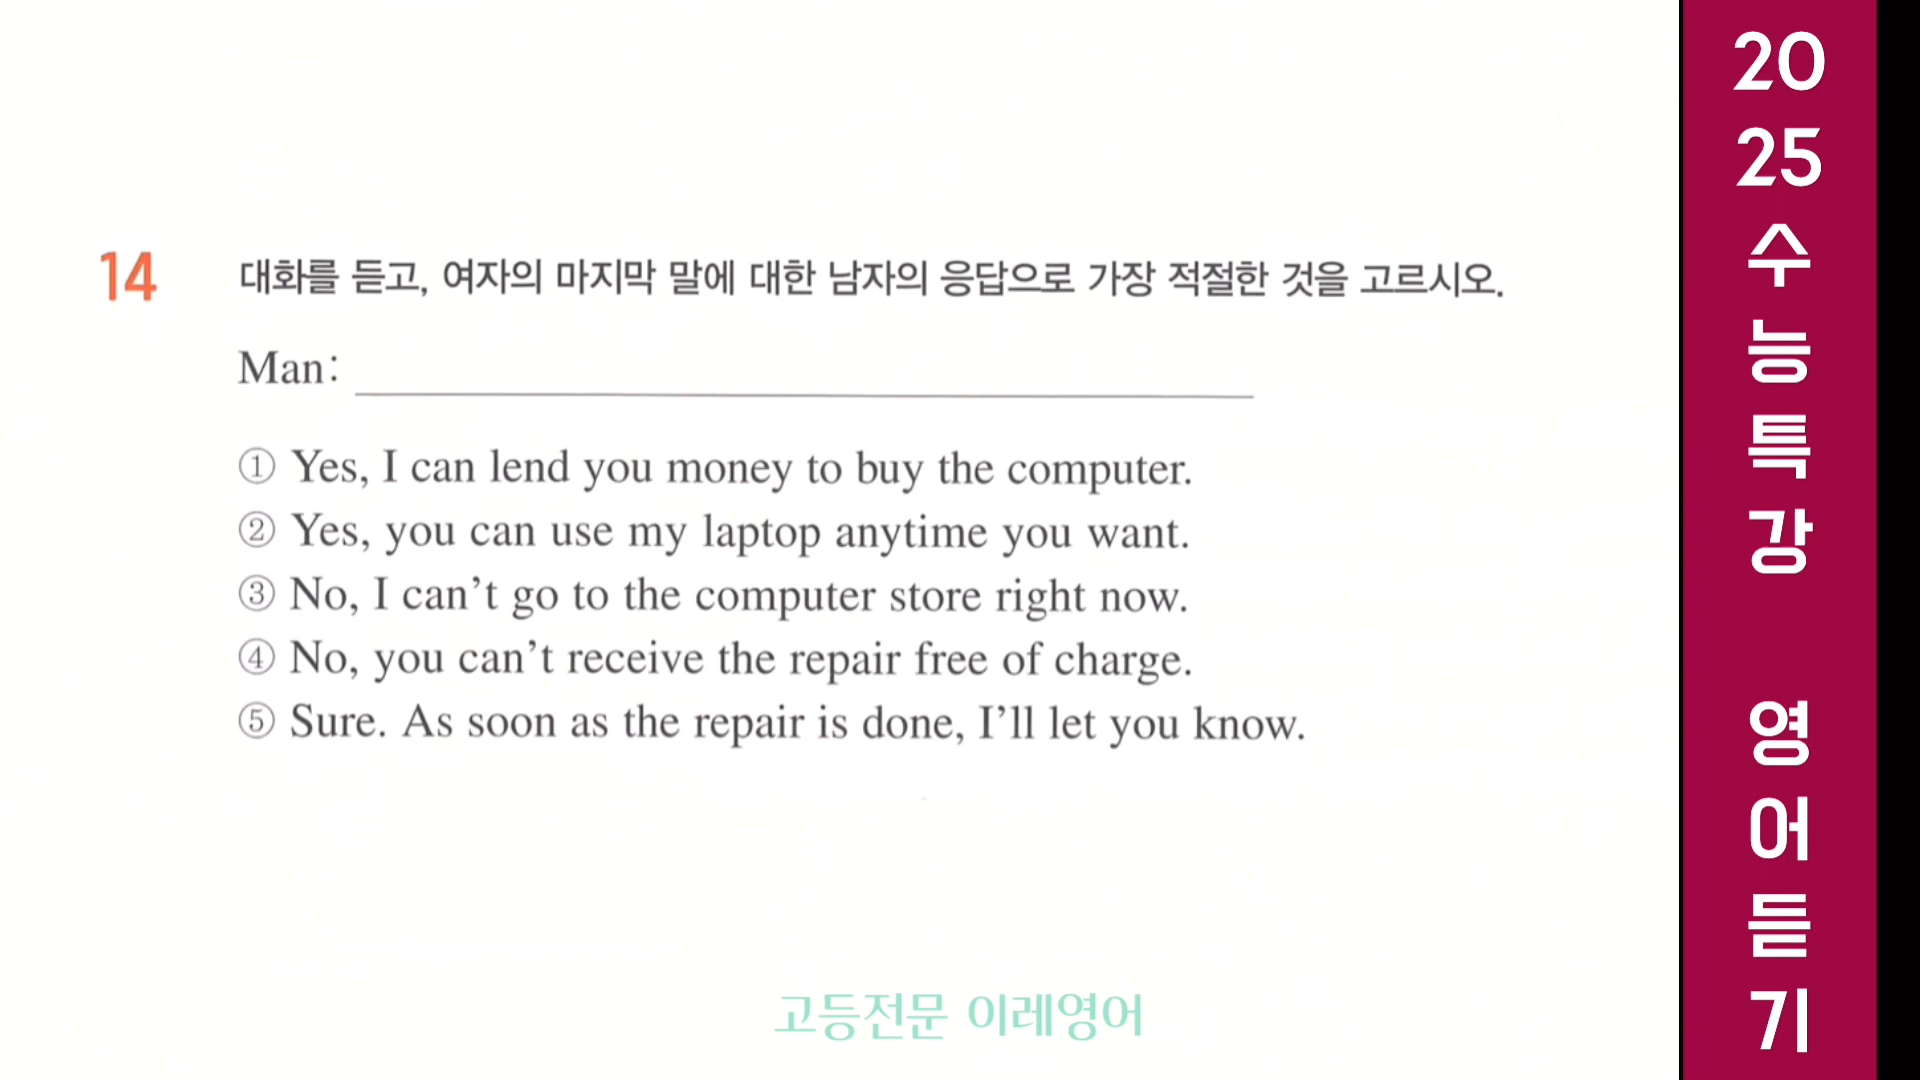 14 대화를 듣고, 여자의 마지막 말에 대한 남자의 응답으로 가장 적절한 것을 고르시오.
Man:
① Yes, I can lend you money to buy the computer.
② Yes, you can use my laptop anytime you want.
③ No, I can’t go to the computer store right now.
④ No, you can’t receive the repair free of charge.
⑤ Sure. As soon as the repair is done, I’ll let you know.
고등전문 이레영어
20
25
수
능
특
강
영
어
듣
기